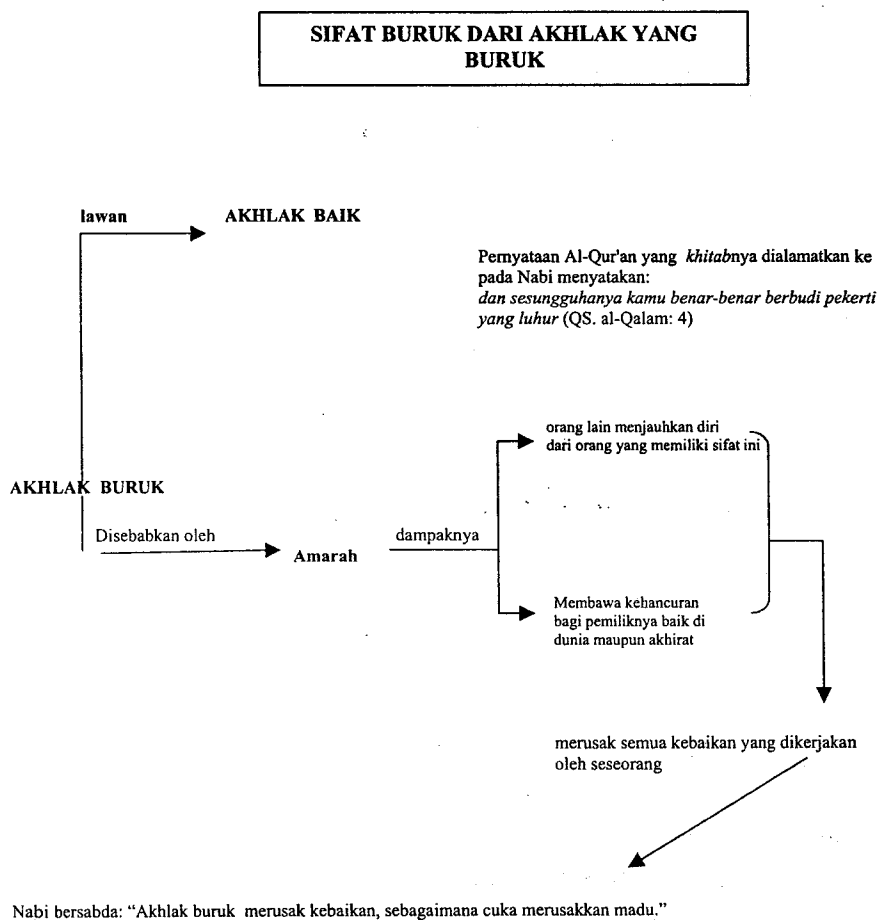 SIFAT BURUK DARI AKHLAK YANG
BURUK
lawan
AKHLAK BAIK
Pernyataan Al-Qur'an yang khitabnya dialamatkan ke
pada Nabi menyatakan:
dan sesungguhanya kamu benar-benar berbudi pekerti
yang luhur (QS. al-Qalam: 4)
orang lain menjauhkan diri
dari orang yang memiliki sifat ini
AKHLAK BURUK
Disebabkan oleh
Amarah
dampaknya
Membawa kehancuran
bagi pemiliknya baik di
dunia maupun akhirat
merusak semua kebaikan yang dikerjakan
oleh seseorang
Nabi bersabda: “Akhlak buruk merusak kebaikan, sebagaimana cuka merusakkan madu.”